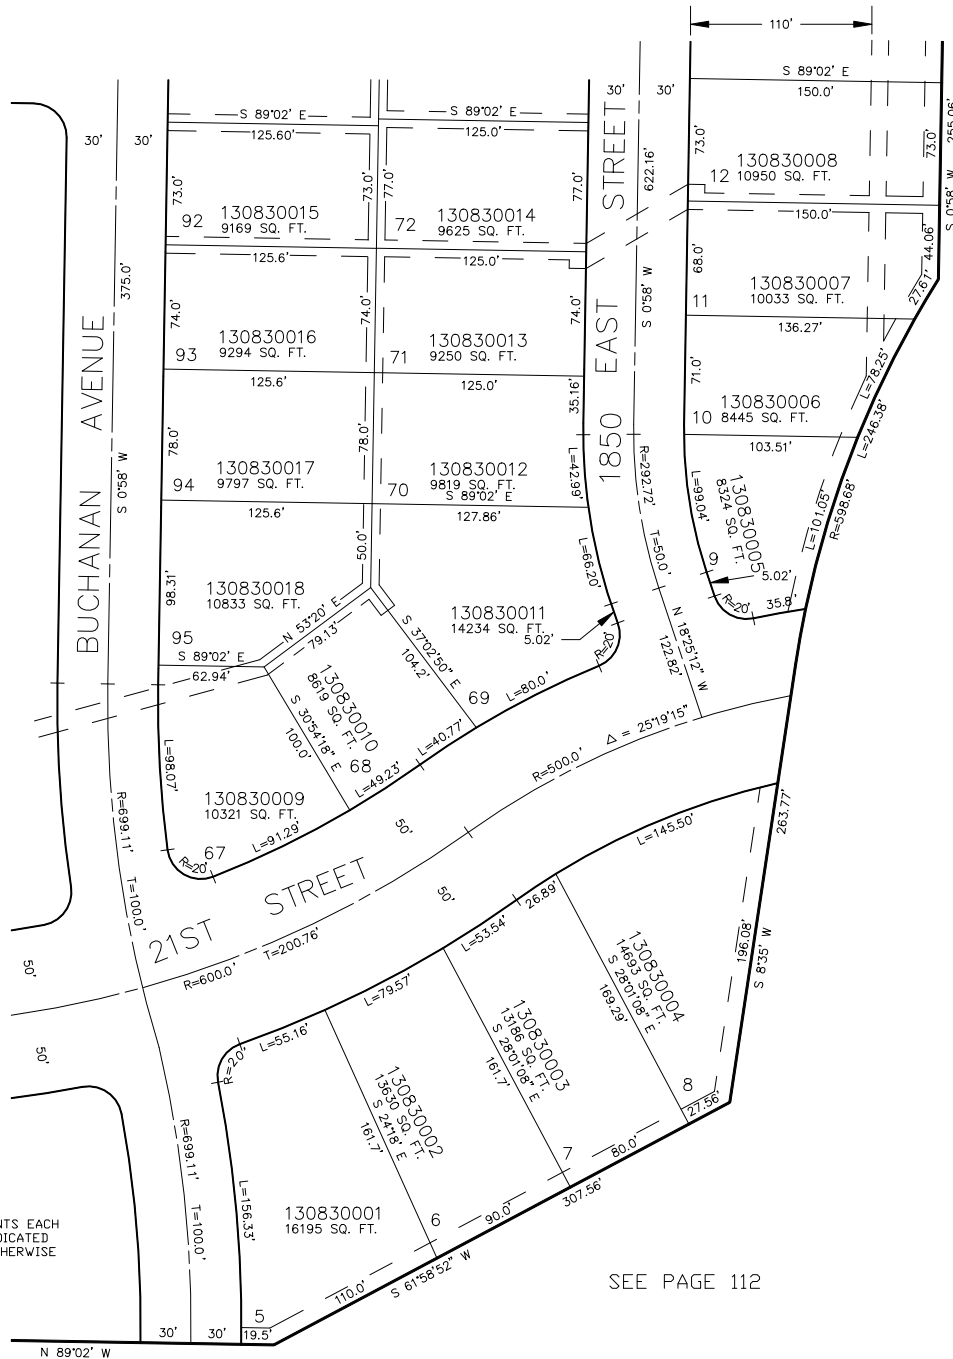 110'
S 89°02' E
150.0'
30'
30'
S 89°02' E
125.60'
S 89°02' E
125.0'
30'
30'
73.0'
92
130830015
9169 SQ. FT.
73.0'
77.0'
72
130830014
9625 SQ. FT.
77.0'
1850 EAST STREET
622.16'
S 0°58' W
73.0'
12
130830008
10950 SQ. FT.
73.0'
S 0°58' W 255.06'
150.0'
125.6'
125.0'
375.0'
S 0°58' W
BUCHANAN AVENUE
74.0'
93
130830016
9294 SQ. FT.
74.0'
71
130830013
9250 SQ. FT.
74.0'
68.0'
11
130830007
10033 SQ. FT.
44.06'
27.61'
136.27'
125.6'
125.0'
35.16'
71.0'
10
130830006
8445 SQ. FT.
L=78.25'
L=246.38'
103.51'
78.0'
94
130830017
9797 SQ. FT.
78.0'
70
130830012
9819 SQ. FT.
S 89°02' E
127.86'
L=42.99'
R=292.72'
T=50.0'
L=99.04'
9
130830005
8324 SQ. FT.
L=101.05'
R=598.68'
5.02'
R=20'
35.8'
125.6'
50.0'
98.31'
95
130830018
10833 SQ. FT.
N 53°20' E
79.13'
S 89°02' E
62.94'
S 37°02'50" E
104.2'
130830011
14234 SQ. FT.
L=66.20'
5.02'
R=20'
69
L=80.0'
N 18°25'12" W
122.82'
130830010
8619 SQ. FT.
S 30°54'18" E
100.0'
68
L=40.77'
L=49.23'
R=500.0'
Δ = 25°19'15"
L=98.07'
130830009
10321 SQ. FT.
67
R=20'
L=91.29'
R=699.11'
T=100.0'
50'
50'
21ST STREET
R=600.0'
T=200.76'
L=145.50'
263.77'
S 8°35' W
196.08'
26.89'
L=53.54'
L=79.57'
L=55.16'
R=20'
50'
50'
130830004
14693 SQ. FT.
S 28°01'08" E
169.29'
8
27.56'
130830003
13186 SQ. FT.
S 28°01'08" E
161.7'
7
80.0'
130830002
13630 SQ. FT.
S 24°18' E
161.7'
6
90.0'
307.56'
R=699.11'
T=100.0'
L=156.33'
130830001
16195 SQ. FT.
5
19.5'
110.0'
S 61°58'52" W
NTS EACH
DICATED
HERWISE
SEE PAGE 112
30'
30'
N 89°02' W